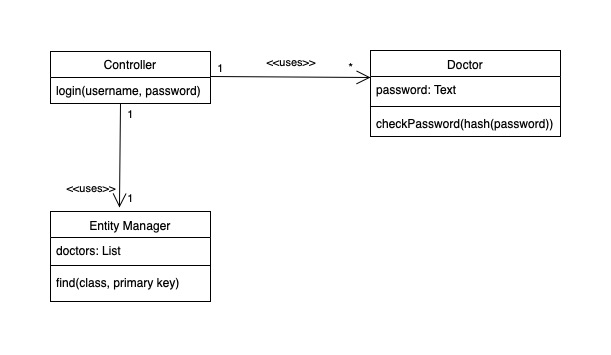 Controller
login(username, password)
1
<<uses>>
*
Doctor
password: Text
checkPassword(hash(password))
1
<<uses>>
1
Entity Manager
doctors: List
find(class, primary key)